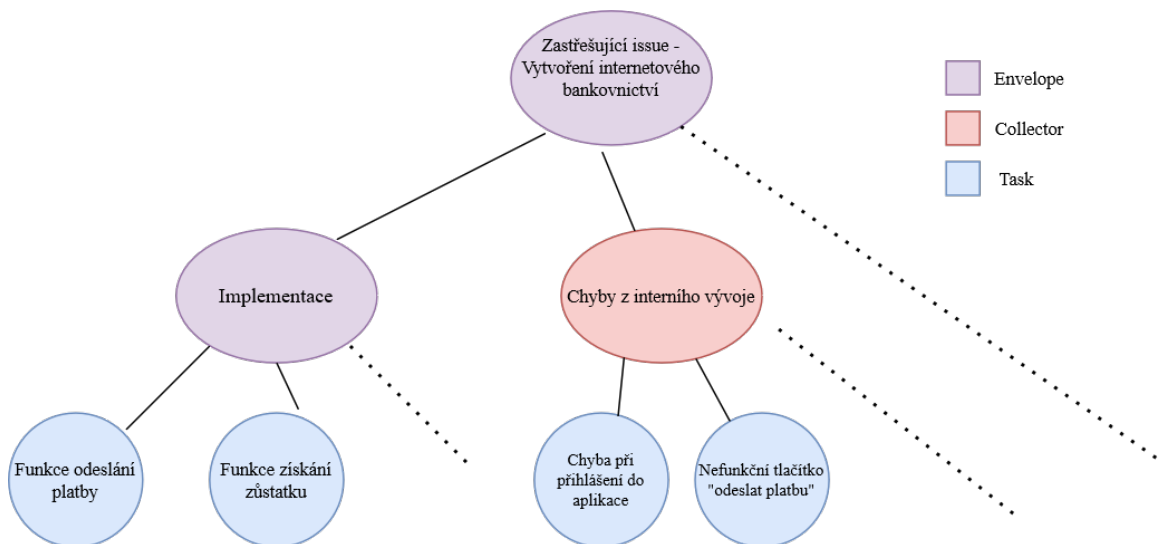 Zastřešující issue -
Vytvoření internetového
bankovnictví
Envelope
Collector
Task
Implementace
Chyby z interního vývoje
Funkce odeslání
platby
Funkce získání
zůstatku
Chyba při
přihlášení do
aplikace
Nefunkční tlačítko
"odeslat platbu"